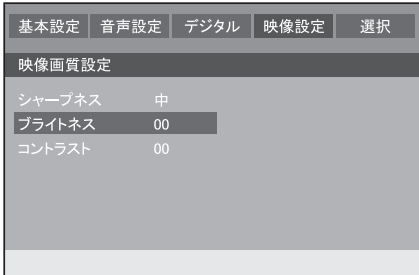 基本設定 音声設定 デジタル 映像設定 選択
映像画質設定
シャープネス 中
ブライトネス 00
コントラスト 00